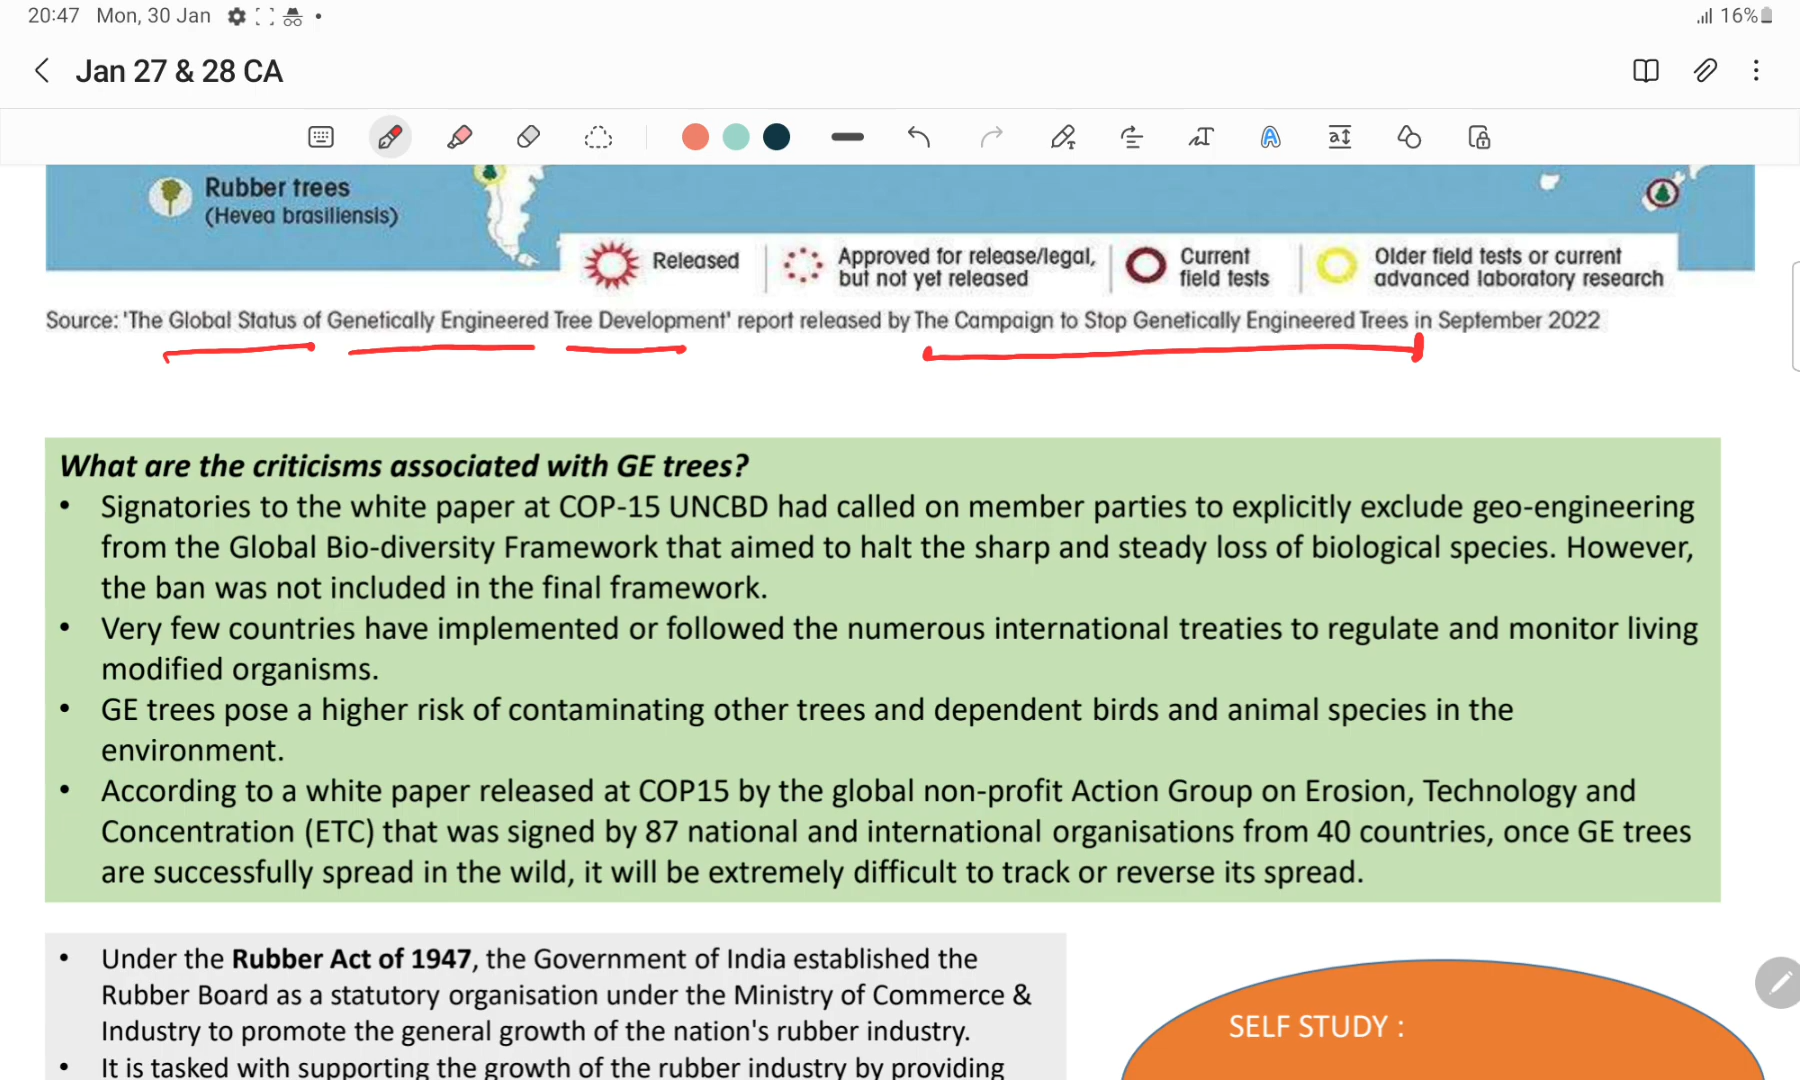 20:47 Mon, 30 Jan
16%
Jan 27 & 28 CA
Rubber trees
(Hevea brasiliensis)
Released
Approved for release/legal,
but not yet released
Current
field tests
Older field tests or current
advanced laboratory research
Source: 'The Global Status of Genetically Engineered Tree Development' report released by The Campaign to Stop Genetically Engineered Trees in September 2022
What are the criticisms associated with GE trees?
• Signatories to the white paper at COP-15 UNCBD had called on member parties to explicitly exclude geo-engineering
from the Global Bio-diversity Framework that aimed to halt the sharp and steady loss of biological species. However,
the ban was not included in the final framework.
• Very few countries have implemented or followed the numerous international treaties to regulate and monitor living
modified organisms.
• GE trees pose a higher risk of contaminating other trees and dependent birds and animal species in the
environment.
• According to a white paper released at COP15 by the global non-profit Action Group on Erosion, Technology and
Concentration (ETC) that was signed by 87 national and international organisations from 40 countries, once GE trees
are successfully spread in the wild, it will be extremely difficult to track or reverse its spread.
• Under the Rubber Act of 1947, the Government of India established the
Rubber Board as a statutory organisation under the Ministry of Commerce &
Industry to promote the general growth of the nation's rubber industry.
• It is tasked with supporting the growth of the rubber industry by providing
SELF STUDY :